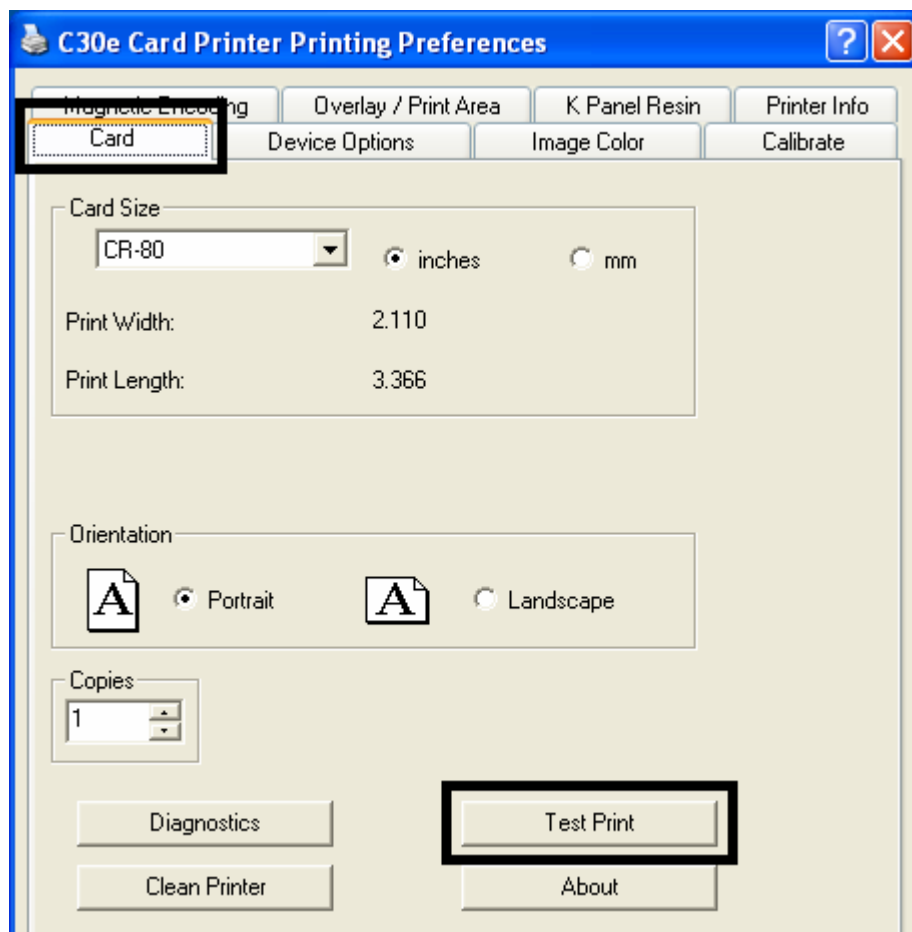 C30e Card Printer Printing Preferences
Magnetic Encoding Overlay / Print Area K Panel Resin Printer Info
Card Device Options Image Color Calibrate
Card Size
CR-80 inches mm
Print Width: 2.110
Print Length: 3.366
Orientation
A Portrait A Landscape
Copies
1
Diagnostics Test Print
Clean Printer About